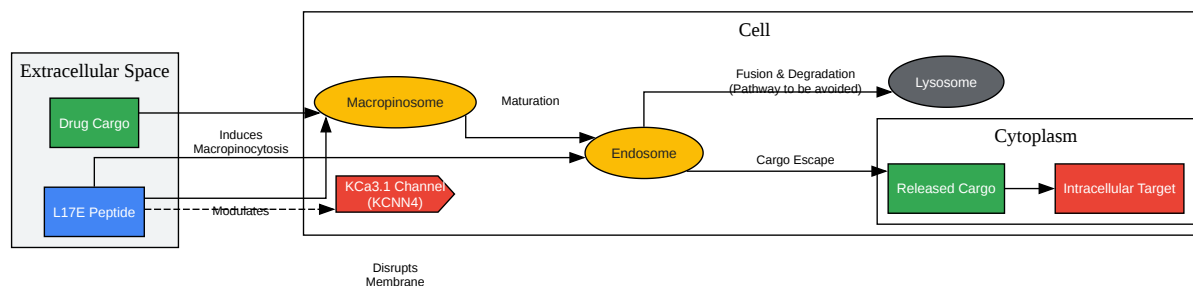 Cell
Extracellular Space
Drug Cargo
L17E Peptide
Induces
Macropinocytosis
Modulates
Macropinosome
KCa3.1 Channel
(KCNN4)
Maturation
Endosome
Fusion & Degradation
(Pathway to be avoided)
Lysosome
Cargo Escape
Cytoplasm
Released Cargo
Intracellular Target
Disrupts
Membrane